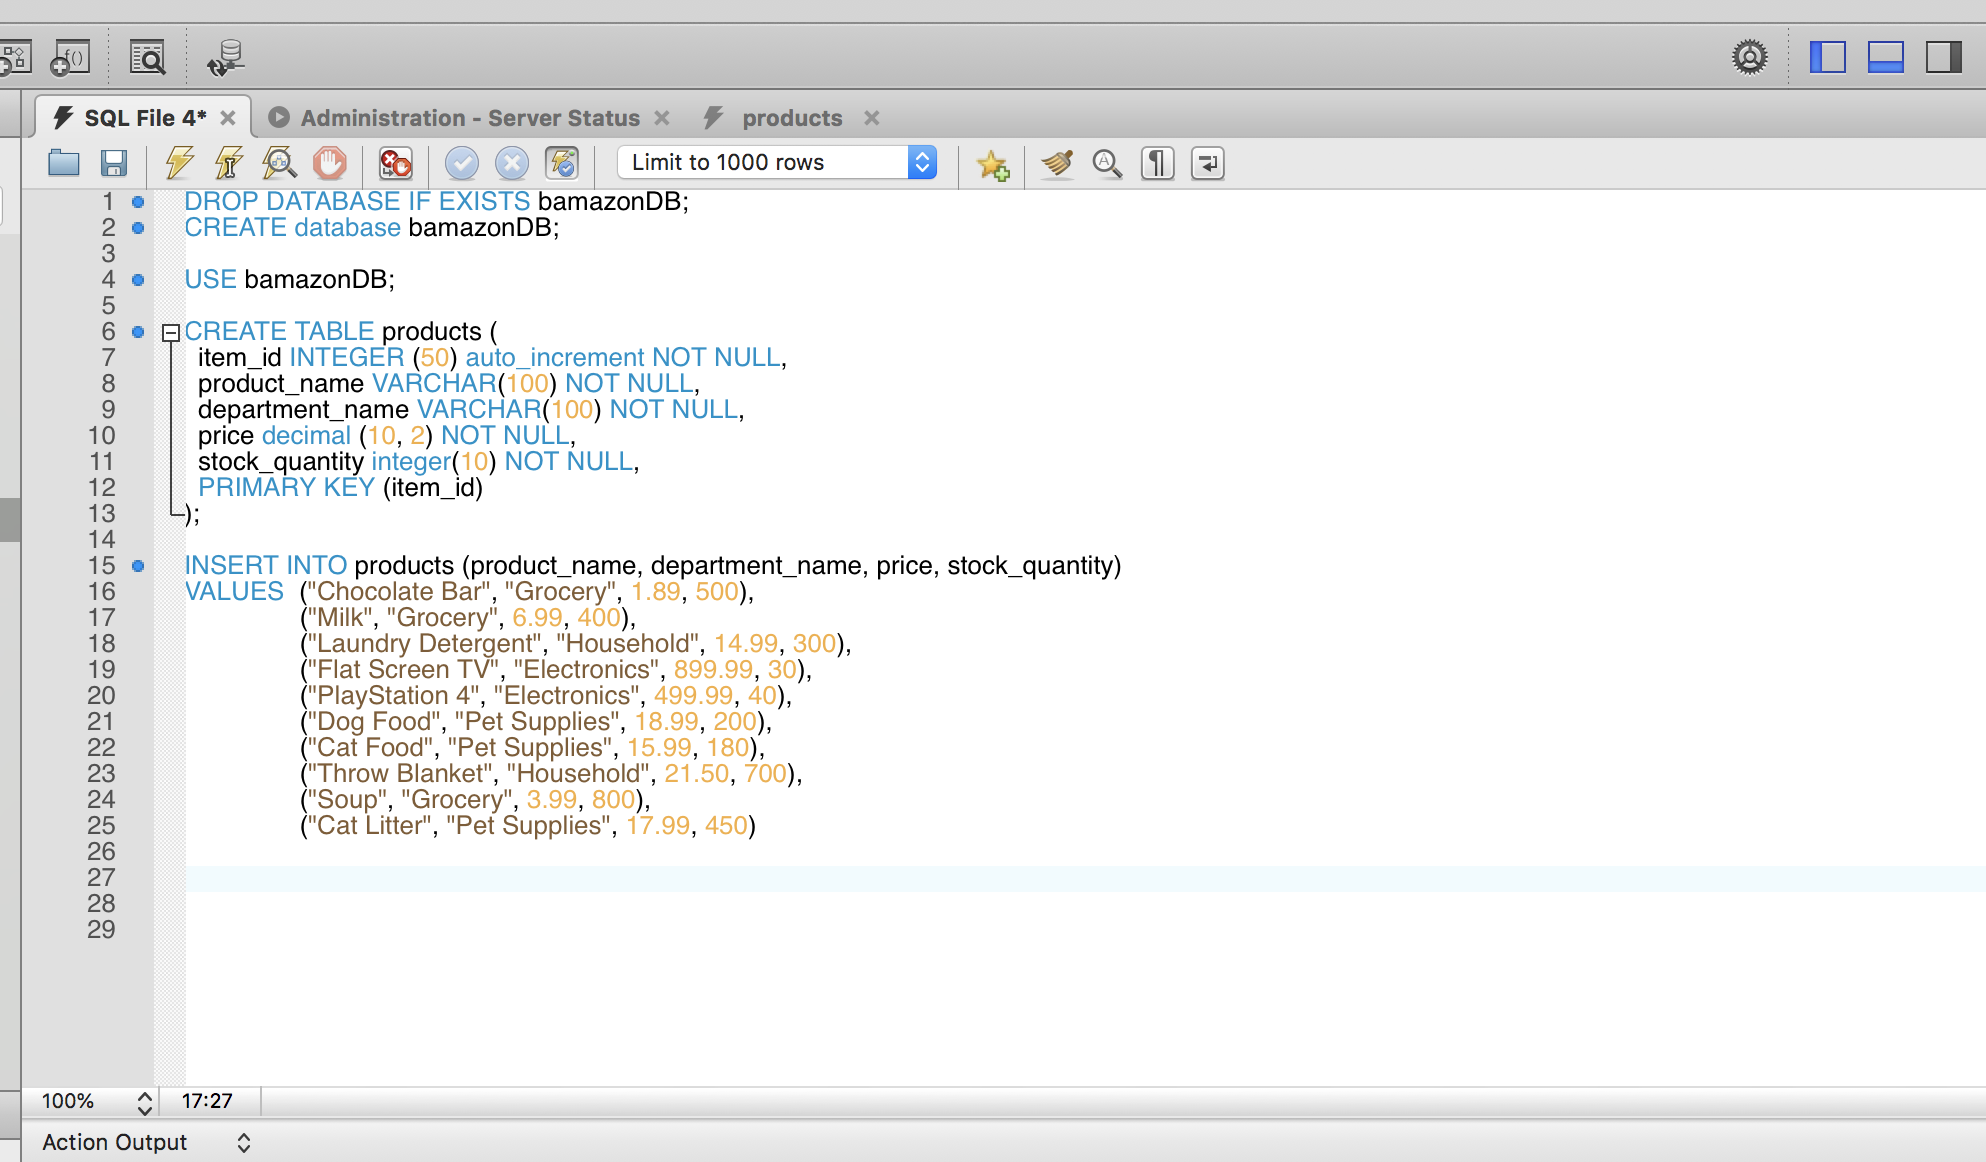 SQL File 4* Administration - Server Status products
Limit to 1000 rows
1 DROP DATABASE IF EXISTS bamazonDB;
2 CREATE database bamazonDB;
3
4 USE bamazonDB;
5
6 CREATE TABLE products (
7 item_id INTEGER (50) auto_increment NOT NULL,
8 product_name VARCHAR(100) NOT NULL,
9 department_name VARCHAR(100) NOT NULL,
10 price decimal (10, 2) NOT NULL,
11 stock_quantity integer(10) NOT NULL,
12 PRIMARY KEY (item_id)
13 );
14
15 INSERT INTO products (product_name, department_name, price, stock_quantity)
16 VALUES ("Chocolate Bar", "Grocery", 1.89, 500),
17 ("Milk", "Grocery", 6.99, 400),
18 ("Laundry Detergent", "Household", 14.99, 300),
19 ("Flat Screen TV", "Electronics", 899.99, 30),
20 ("PlayStation 4", "Electronics", 499.99, 40),
21 ("Dog Food", "Pet Supplies", 18.99, 200),
22 ("Cat Food", "Pet Supplies", 15.99, 180),
23 ("Throw Blanket", "Household", 21.50, 700),
24 ("Soup", "Grocery", 3.99, 800),
25 ("Cat Litter", "Pet Supplies", 17.99, 450)
26
27
28
29
100% 17:27
Action Output